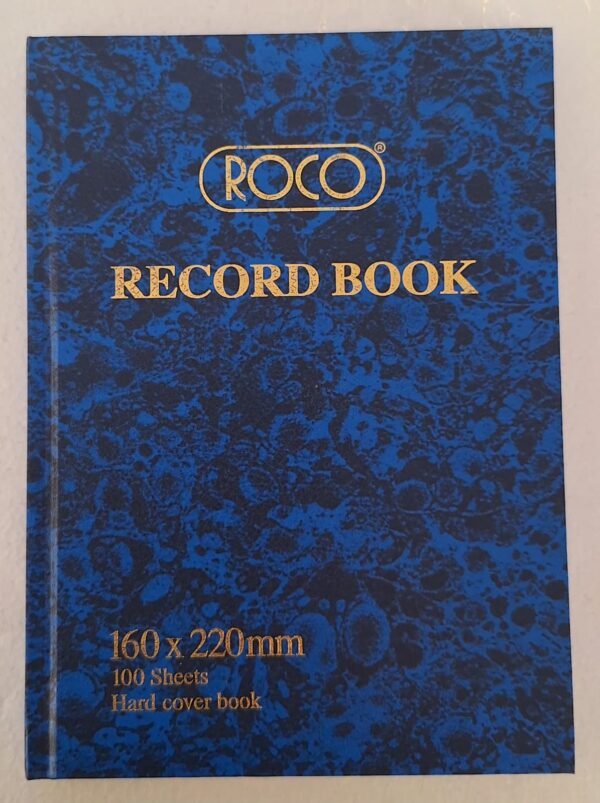 ROCO®
RECORD BOOK
160 x 220mm
100 Sheets
Hard cover book